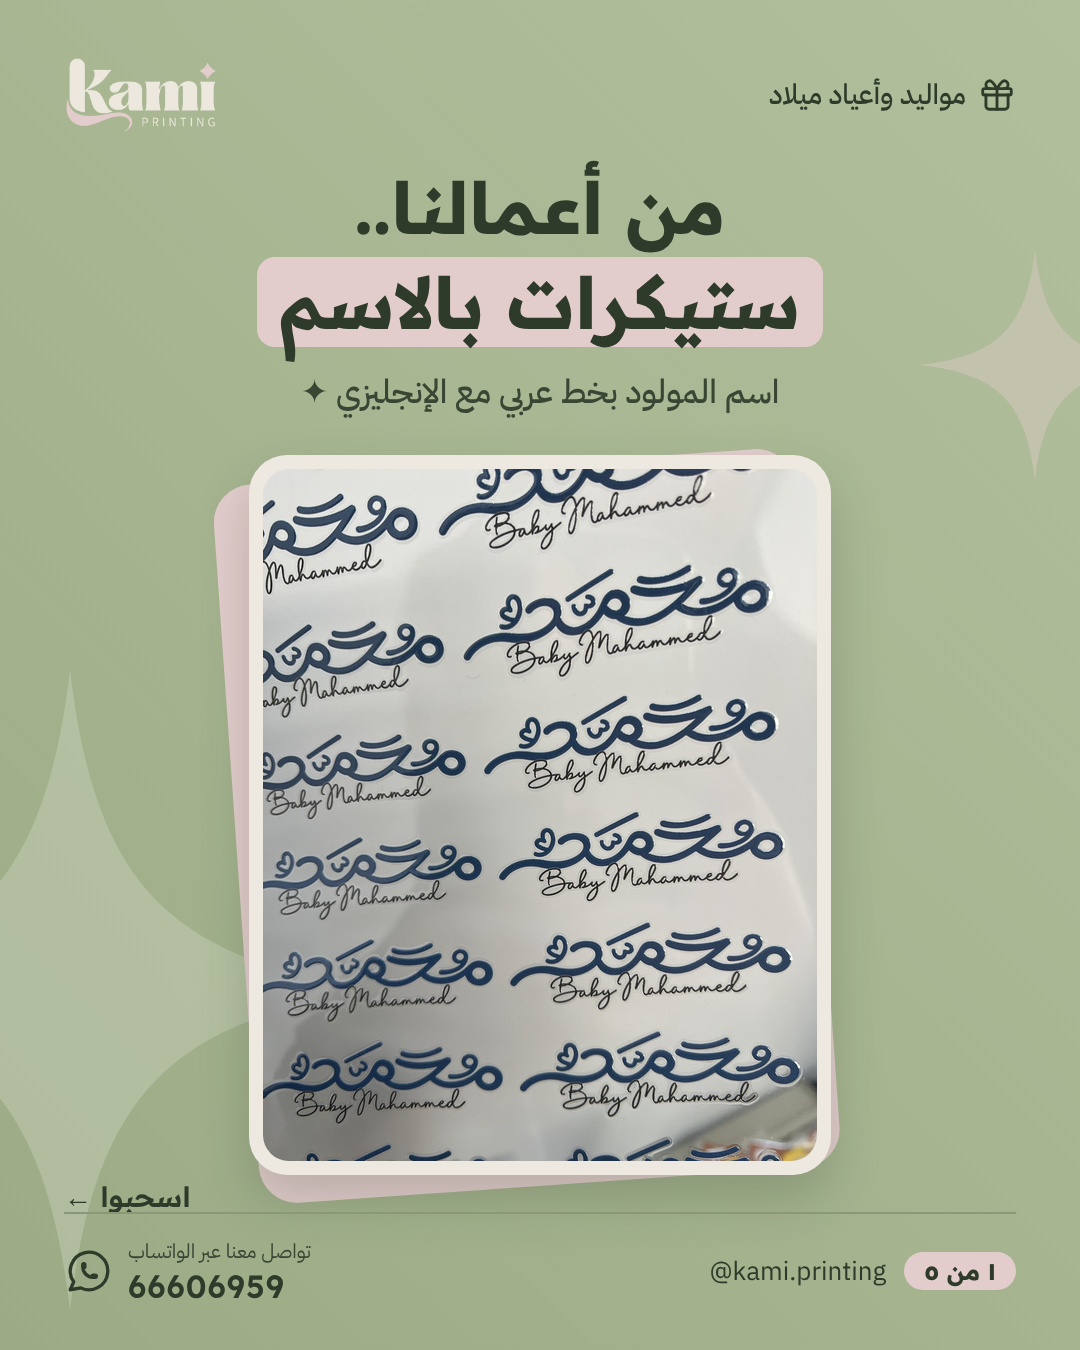 Kami
PRINTING
مواليد وأعياد ميلاد
من أعمالنا..
ستيكرات بالاسم
اسم المولود بخط عربي مع الإنجليزي ✦
Baby Mahammed
Mahammed
محمد
Baby Mahammed
محمد
aby Mahammed
محمد
Baby Mahammed
محمد
Baby Mahammed
محمد
Baby Mahammed
محمد
Baby Mahammed
محمد
Baby Mahammed
محمد
Baby Mahammed
محمد
Baby Mahammed
محمد
Baby Mahammed
اسحبوا ←
تواصل معنا عبر الواتساب
66606959
@kami.printing
١ من ٥